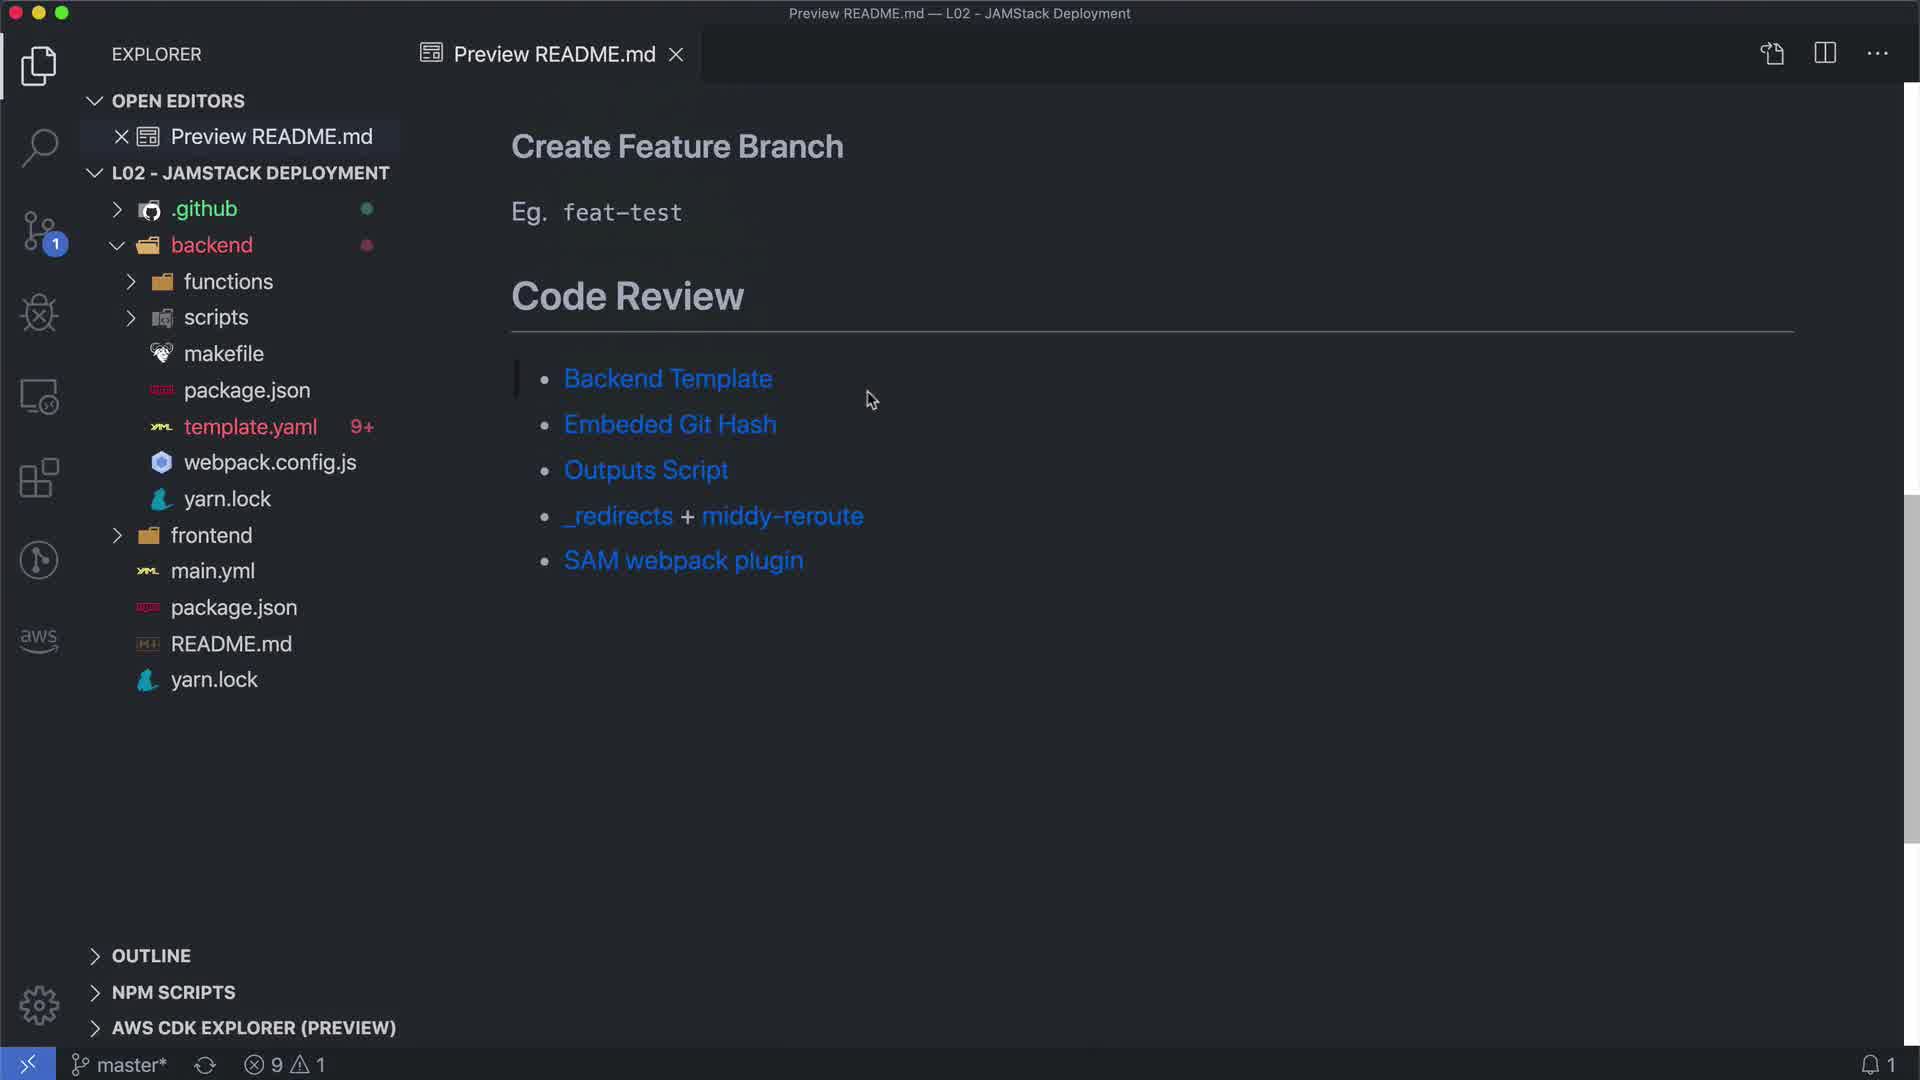 Preview README.md — L02 - JAMStack Deployment
EXPLORER
Preview README.md
OPEN EDITORS
Preview README.md
L02 - JAMSTACK DEPLOYMENT
.github
backend
functions
scripts
makefile
package.json
template.yaml 9+
webpack.config.js
yarn.lock
frontend
main.yml
package.json
README.md
yarn.lock
OUTLINE
NPM SCRIPTS
AWS CDK EXPLORER (PREVIEW)
1
aws
Create Feature Branch
Eg. feat-test
Code Review
Backend Template
Embeded Git Hash
Outputs Script
_redirects + middy-reroute
SAM webpack plugin
master* 9 1
1